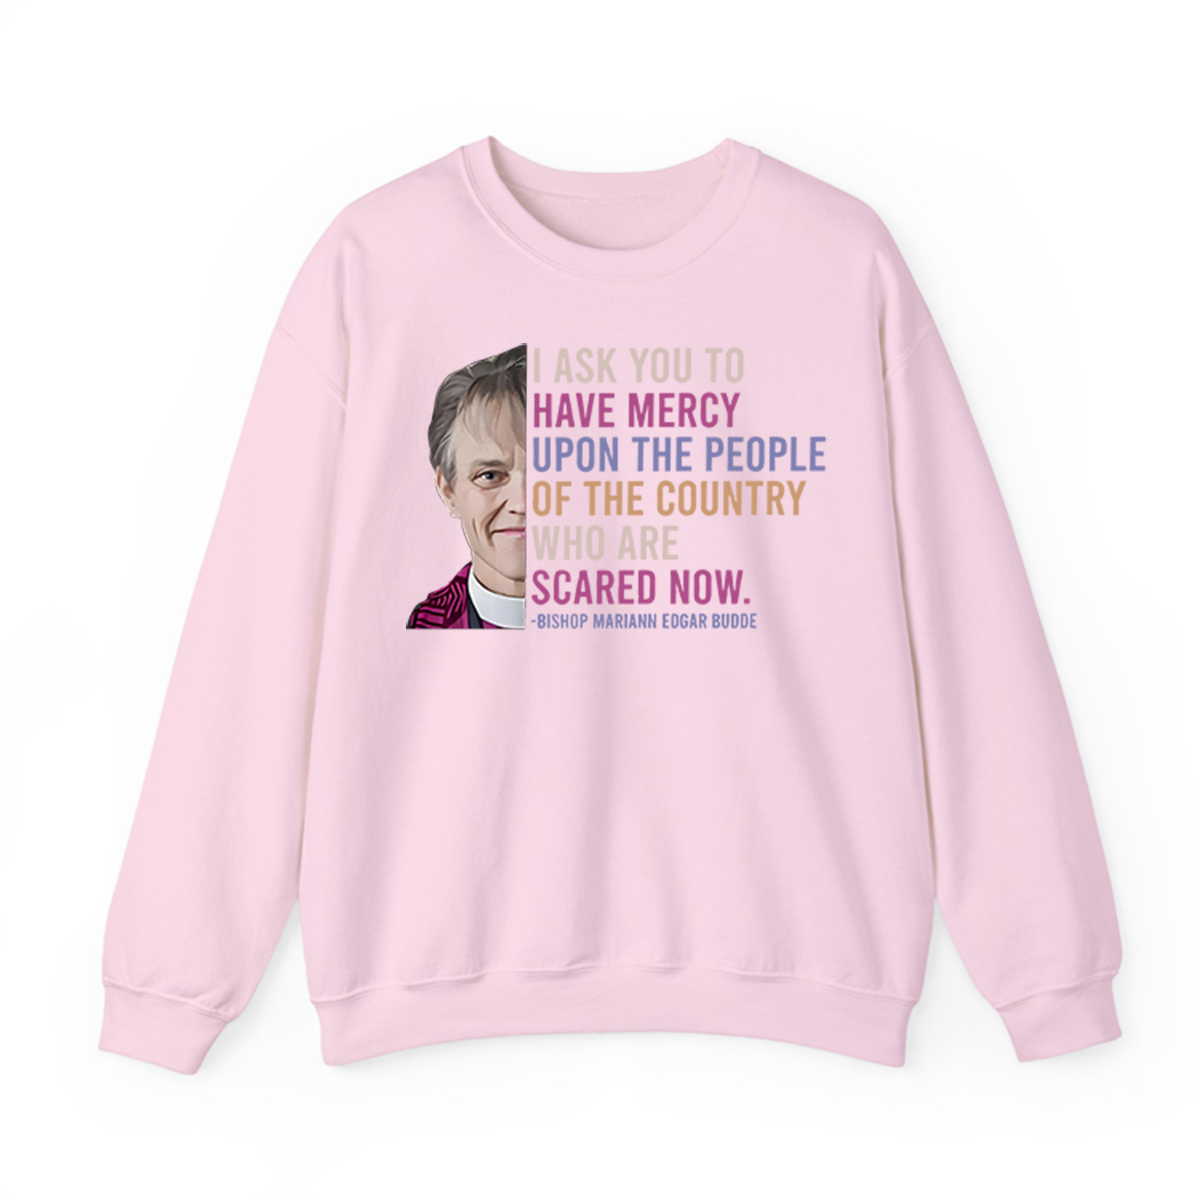 I ASK YOU TO
HAVE MERCY
UPON THE PEOPLE
OF THE COUNTRY
WHO ARE
SCARED NOW.
-BISHOP MARIANN EDGAR BUDDE